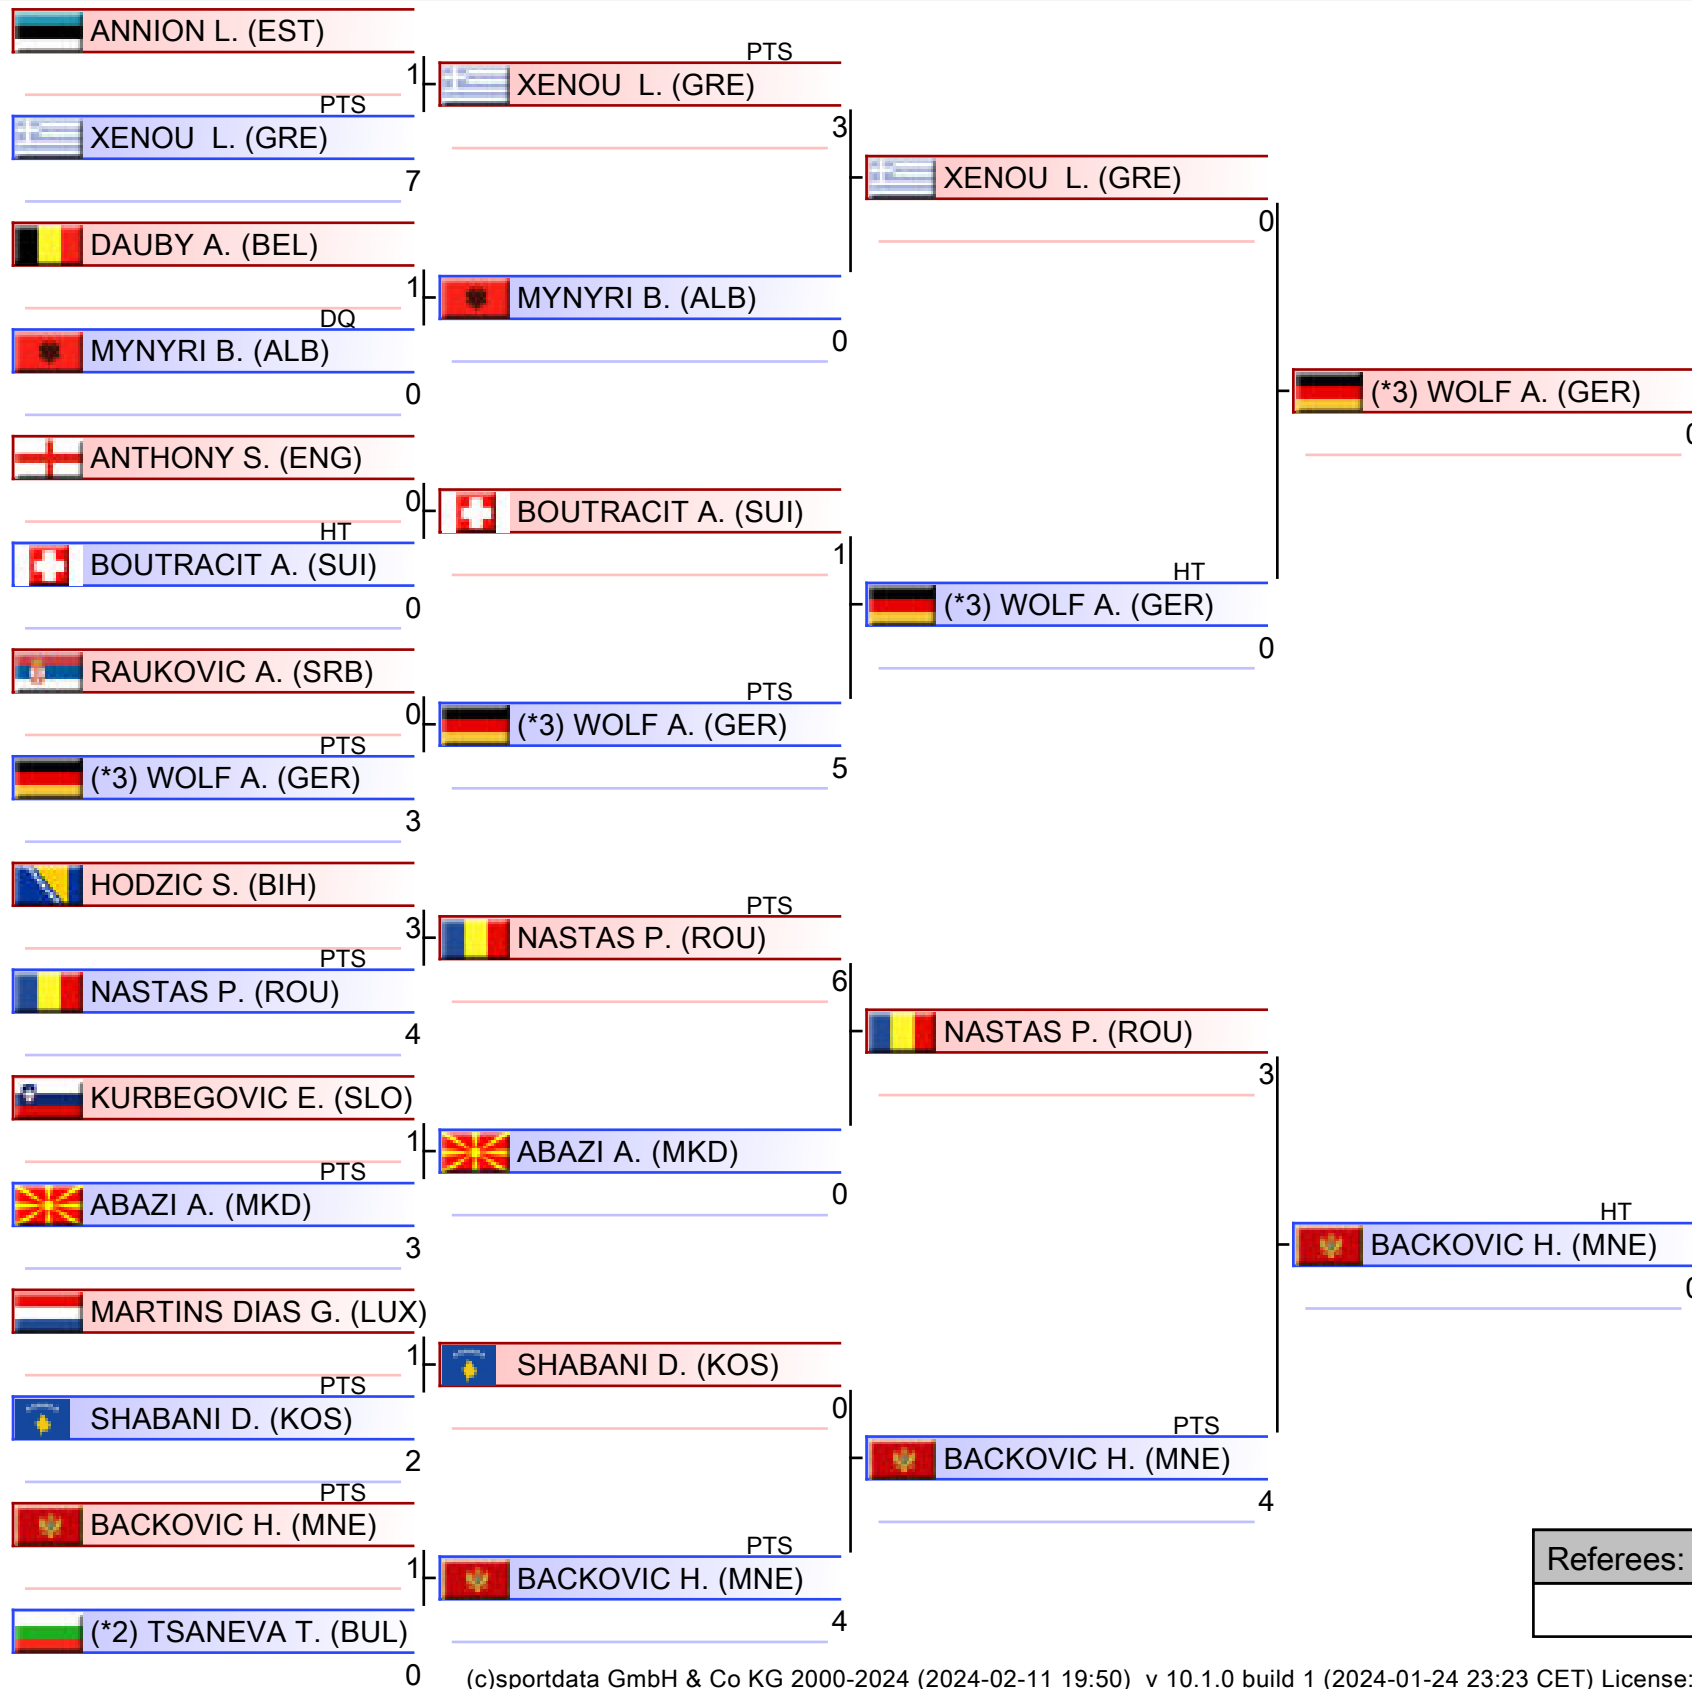 ANNION L. (EST)
1
PTS
XENOU  L. (GRE)
7
DAUBY A. (BEL)
1
DQ
MYNYRI B. (ALB)
0
ANTHONY S. (ENG)
0
HT
BOUTRACIT A. (SUI)
0
RAUKOVIC A. (SRB)
0
PTS
(*3) WOLF A. (GER)
3
HODZIC S. (BIH)
3
PTS
NASTAS P. (ROU)
4
KURBEGOVIC E. (SLO)
1
PTS
ABAZI A. (MKD)
3
MARTINS DIAS G. (LUX)
1
PTS
SHABANI D. (KOS)
2
PTS
BACKOVIC H. (MNE)
1
(*2) TSANEVA T. (BUL)
0
PTS
XENOU  L. (GRE)
3
MYNYRI B. (ALB)
0
BOUTRACIT A. (SUI)
1
PTS
(*3) WOLF A. (GER)
5
PTS
NASTAS P. (ROU)
6
ABAZI A. (MKD)
0
SHABANI D. (KOS)
0
PTS
BACKOVIC H. (MNE)
4
XENOU  L. (GRE)
0
HT
(*3) WOLF A. (GER)
0
NASTAS P. (ROU)
3
PTS
BACKOVIC H. (MNE)
4
(*3) WOLF A. (GER)
0
HT
BACKOVIC H. (MNE)
0
Referees:
(c)sportdata GmbH & Co KG 2000-2024 (2024-02-11 19:50)  v 10.1.0 build 1 (2024-01-24 23:23 CET) License: